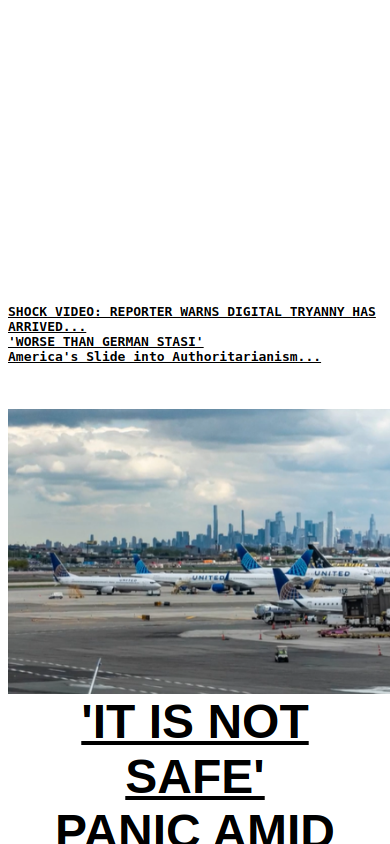 SHOCK VIDEO: REPORTER WARNS DIGITAL TRYANNY HAS
ARRIVED...
'WORSE THAN GERMAN STASI'
America's Slide into Authoritarianism...
UNITED
UNITED
UNITED
'IT IS NOT
SAFE'
PANIC AMID